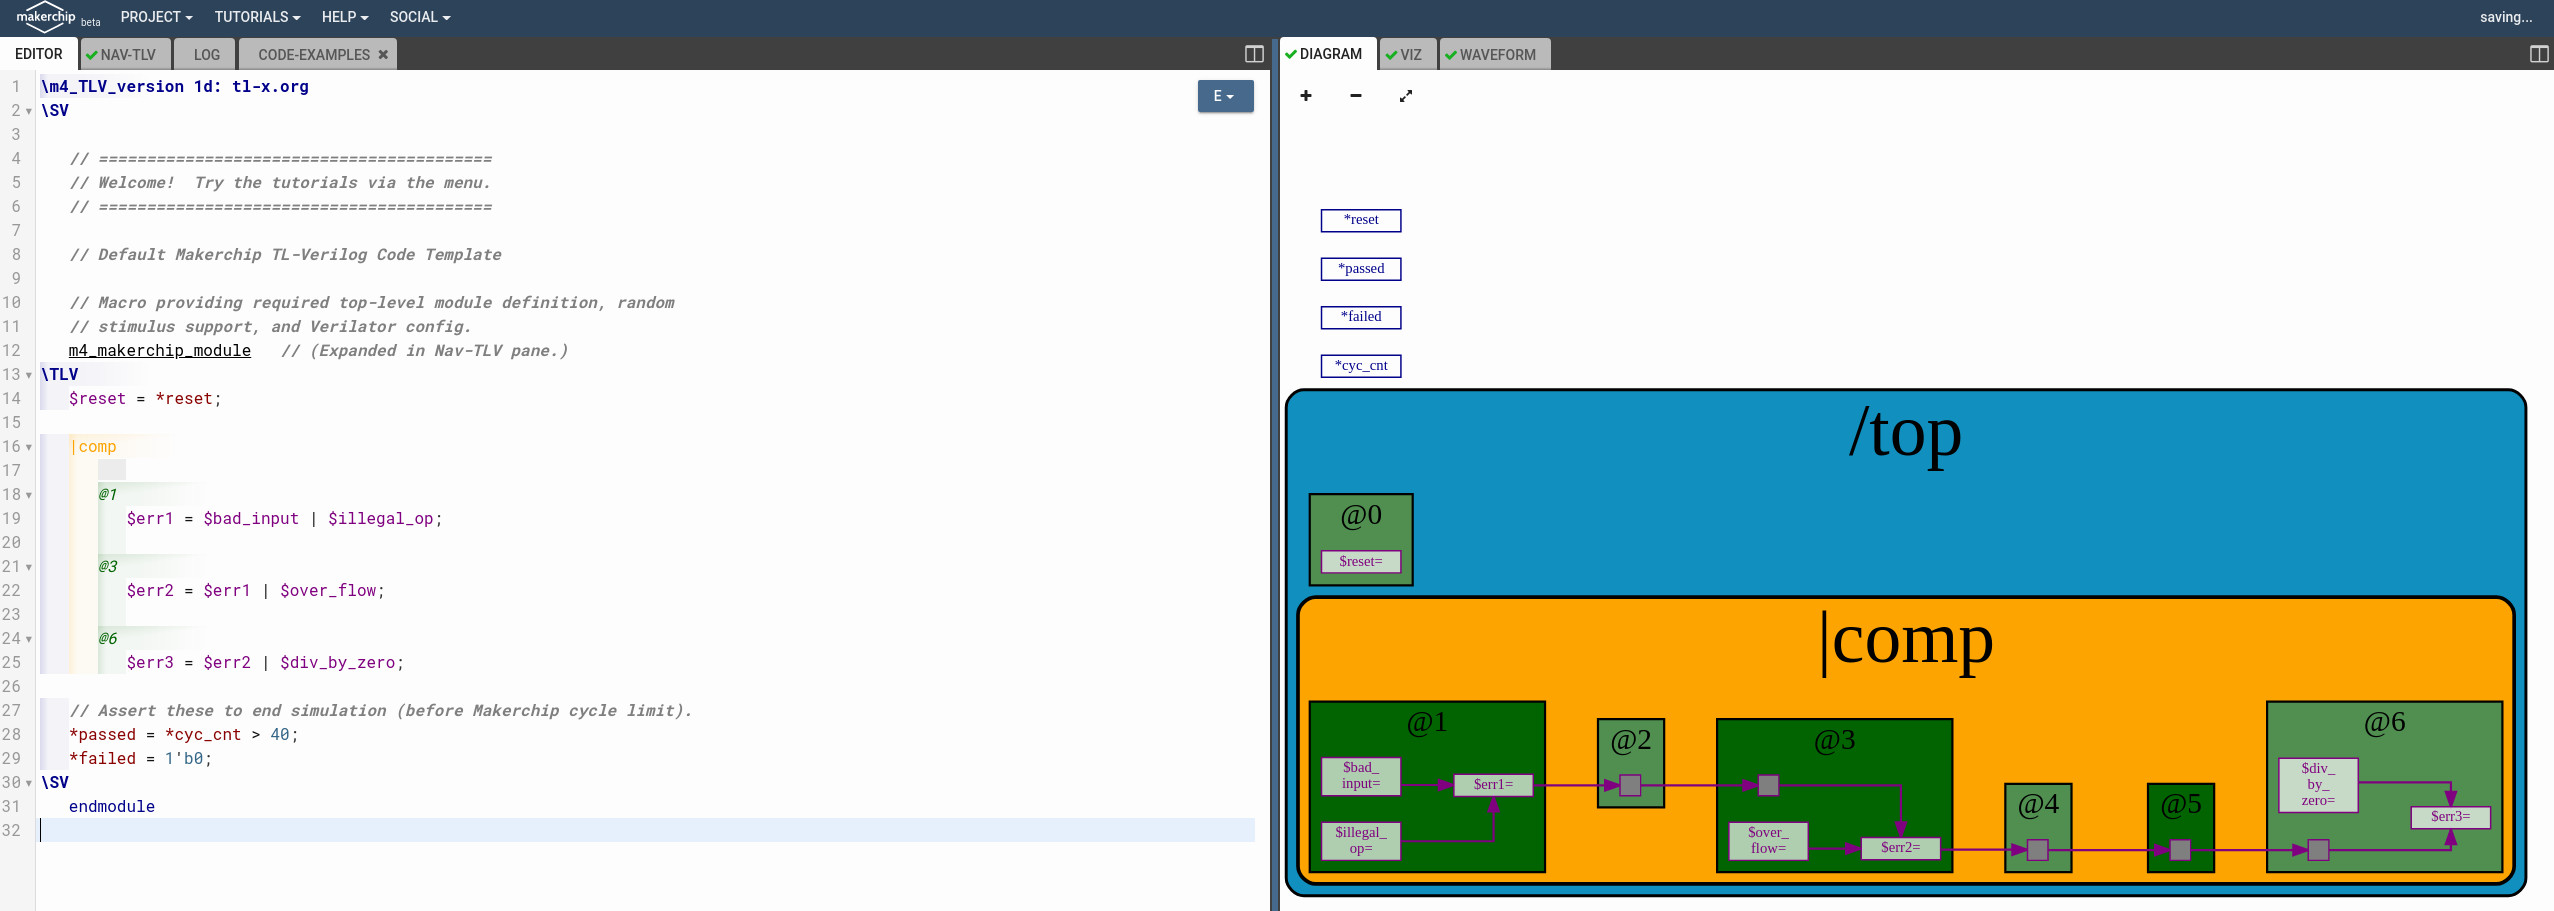 makerchip beta PROJECT TUTORIALS HELP SOCIAL saving...
EDITOR NAV-TLV LOG CODE-EXAMPLES
1 \m4_TLV_version 1d: tl-x.org
2 \SV
3
4 // =========================================
5 // Welcome!  Try the tutorials via the menu.
6 // =========================================
7
8 // Default Makerchip TL-Verilog Code Template
9
10 // Macro providing required top-level module definition, random
11 // stimulus support, and Verilator config.
12 m4_makerchip_module   // (Expanded in Nav-TLV pane.)
13 \TLV
14 $reset = *reset;
15
16 |comp
17
18 @1
19 $err1 = $bad_input | $illegal_op;
20
21 @3
22 $err2 = $err1 | $over_flow;
23
24 @6
25 $err3 = $err2 | $div_by_zero;
26
27 // Assert these to end simulation (before Makerchip cycle limit).
28 *passed = *cyc_cnt > 40;
29 *failed = 1'b0;
30 \SV
31 endmodule
32
E
DIAGRAM VIZ WAVEFORM
*reset
*passed
*failed
*cyc_cnt
/top
@0
$reset=
|comp
@1
$bad_
input=
$err1=
$illegal_
op=
@2
@3
$over_
flow=
$err2=
@4
@5
@6
$div_
by_
zero=
$err3=